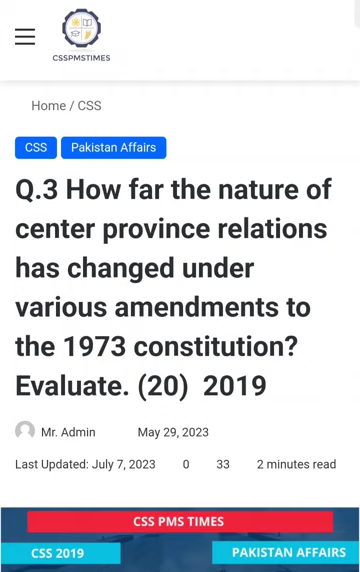 CSSPMSTIMES
Home / CSS
CSS Pakistan Affairs
Q.3 How far the nature of
center province relations
has changed under
various amendments to
the 1973 constitution?
Evaluate. (20) 2019
Mr. Admin May 29, 2023
Last Updated: July 7, 2023 0 33 2 minutes read
CSS PMS TIMES
CSS 2019 PAKISTAN AFFAIRS